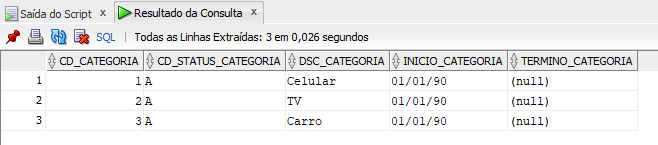 Saída do Script x Resultado da Consulta x
SQL | Todas as Linhas Extraídas: 3 em 0,026 segundos
CD_CATEGORIA CD_STATUS_CATEGORIA DSC_CATEGORIA INICIO_CATEGORIA TERMINO_CATEGORIA
1 1 A Celular 01/01/90 (null)
2 2 A TV 01/01/90 (null)
3 3 A Carro 01/01/90 (null)